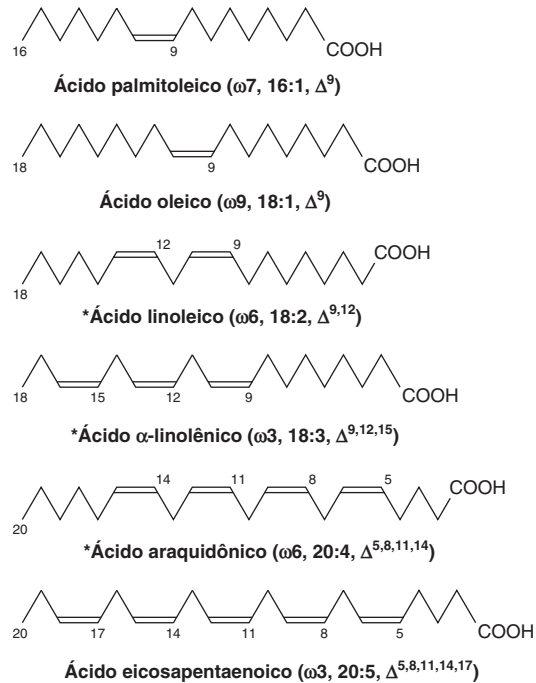 16 9 COOH
Ácido palmitoleico (ω7, 16:1, Δ⁹)
18 9 COOH
Ácido oleico (ω9, 18:1, Δ⁹)
18 12 9 COOH
*Ácido linoleico (ω6, 18:2, Δ⁹,¹²)
18 15 12 9 COOH
*Ácido α-linolênico (ω3, 18:3, Δ⁹,¹²,¹⁵)
20 14 11 8 5 COOH
*Ácido araquidônico (ω6, 20:4, Δ⁵,⁸,¹¹,¹⁴)
20 17 14 11 8 5 COOH
Ácido eicosapentaenoico (ω3, 20:5, Δ⁵,⁸,¹¹,¹⁴,¹⁷)